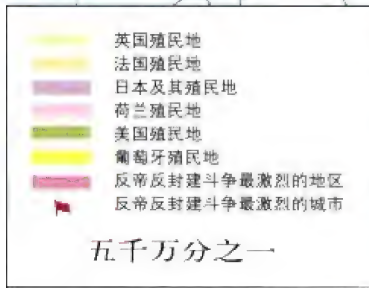 英国殖民地
法国殖民地
日本及其殖民地
荷兰殖民地
美国殖民地
葡萄牙殖民地
反帝反封建斗争最激烈的地区
反帝反封建斗争最激烈的城市
五千万分之一